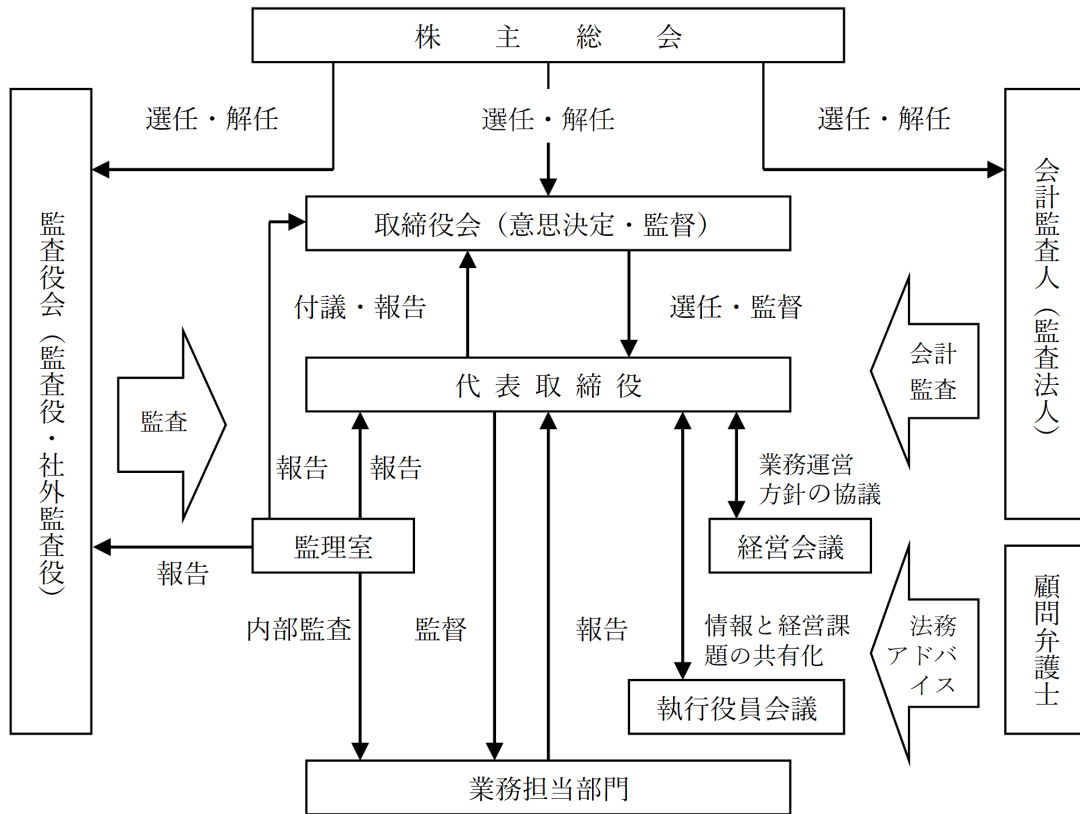 株主総会
選任・解任
選任・解任
選任・解任
監査役会（監査役・社外監査役）
会計監査人（監査法人）
取締役会（意思決定・監督）
付議・報告
選任・監督
会計
監査
代表取締役
監査
報告
報告
業務運営
方針の協議
監理室
経営会議
報告
内部監査
監督
報告
情報と経営課
題の共有化
法務
アドバ
イス
顧問弁護士
執行役員会議
業務担当部門